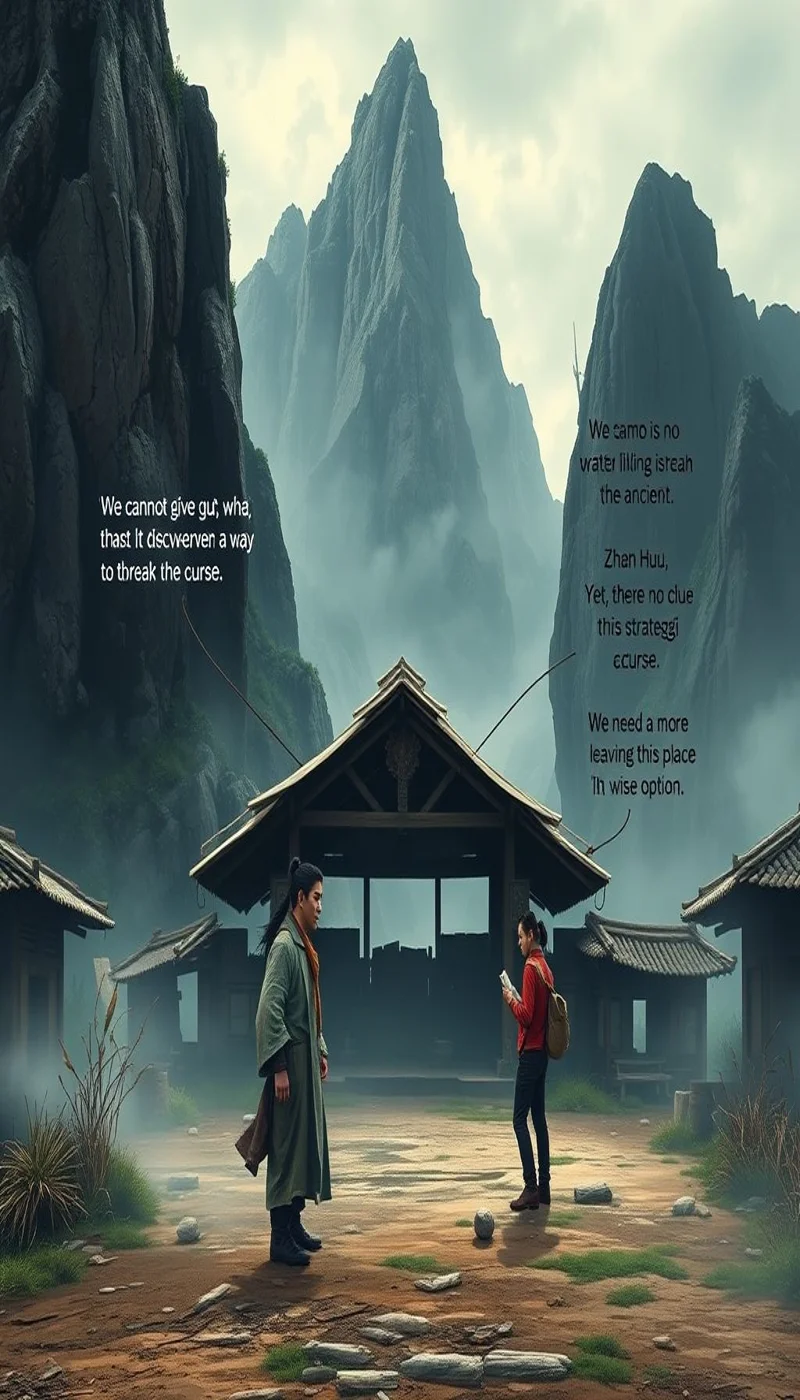 We cannot give gu', wha,
thast It discwerven a way
to threak the curse.
We camo is no
vrater lilling isreah
the ancient.
Zhan Huu,
Yet, there no clue
this strateggi
ecurse.
We need a more
leaving this place
'Ih wise option.